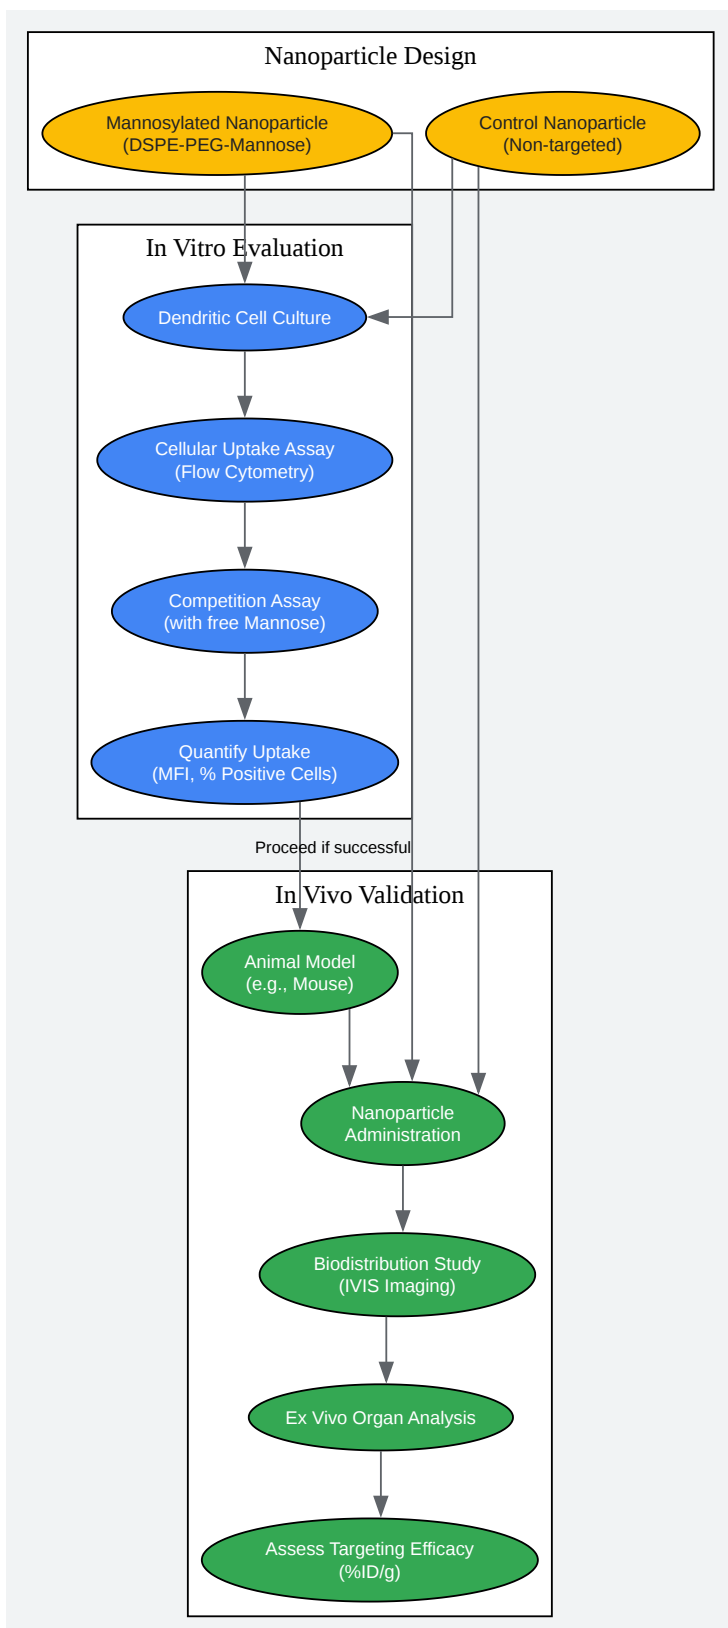 Nanoparticle Design
Mannosylated Nanoparticle
(DSPE-PEG-Mannose)
Control Nanoparticle
(Non-targeted)
In Vitro Evaluation
Dendritic Cell Culture
Cellular Uptake Assay
(Flow Cytometry)
Competition Assay
(with free Mannose)
Quantify Uptake
(MFI, % Positive Cells)
Proceed if successful
In Vivo Validation
Animal Model
(e.g., Mouse)
Nanoparticle
Administration
Biodistribution Study
(IVIS Imaging)
Ex Vivo Organ Analysis
Assess Targeting Efficacy
(%ID/g)